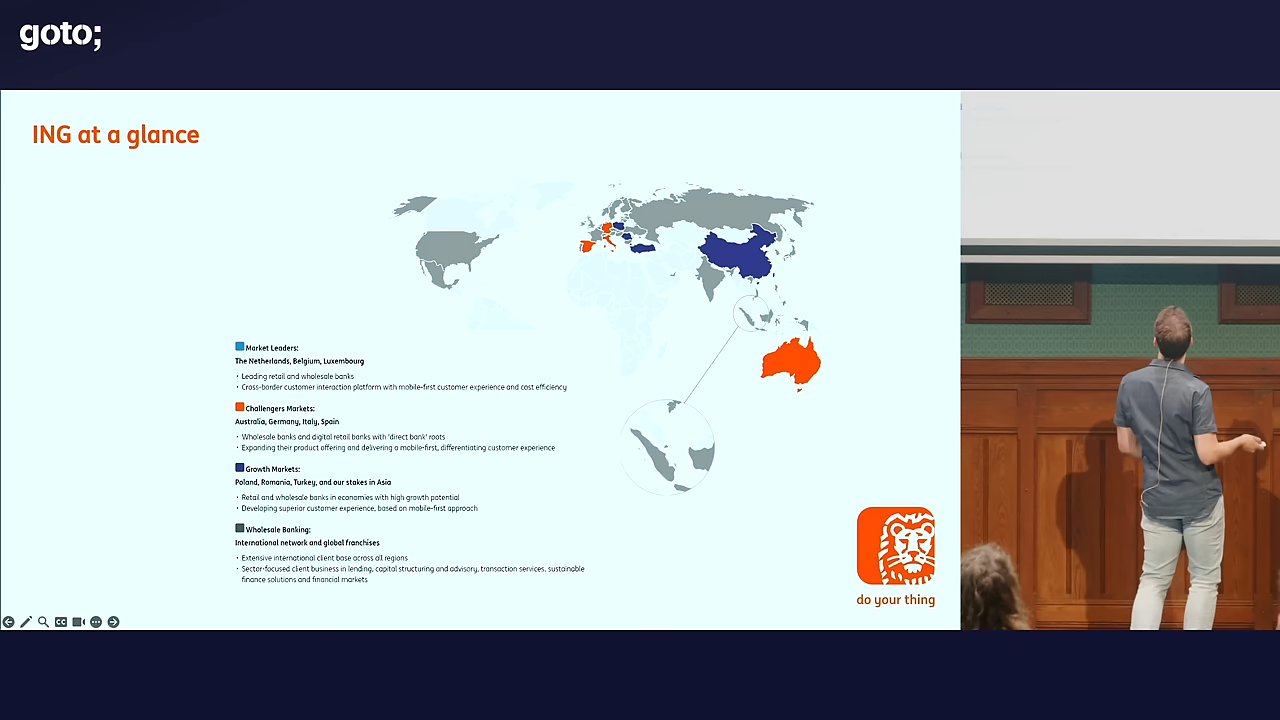 goto;
ING at a glance
Market Leaders:
The Netherlands, Belgium, Luxembourg
· Leading retail and wholesale banks
· Cross-border customer interaction platform with mobile-first customer experience and cost efficiency
Challengers Markets:
Australia, Germany, Italy, Spain
· Wholesale banks and digital retail banks with 'direct bank' roots
· Expanding their product offering and delivering a mobile-first, differentiating customer experience
Growth Markets:
Poland, Romania, Turkey, and our stakes in Asia
· Retail and wholesale banks in economies with high growth potential
· Developing superior customer experience, based on mobile-first approach
Wholesale Banking:
International network and global franchises
· Extensive international client base across all regions
· Sector-focused client business in lending, capital structuring and advisory, transaction services, sustainable
finance solutions and financial markets
do your thing
CC